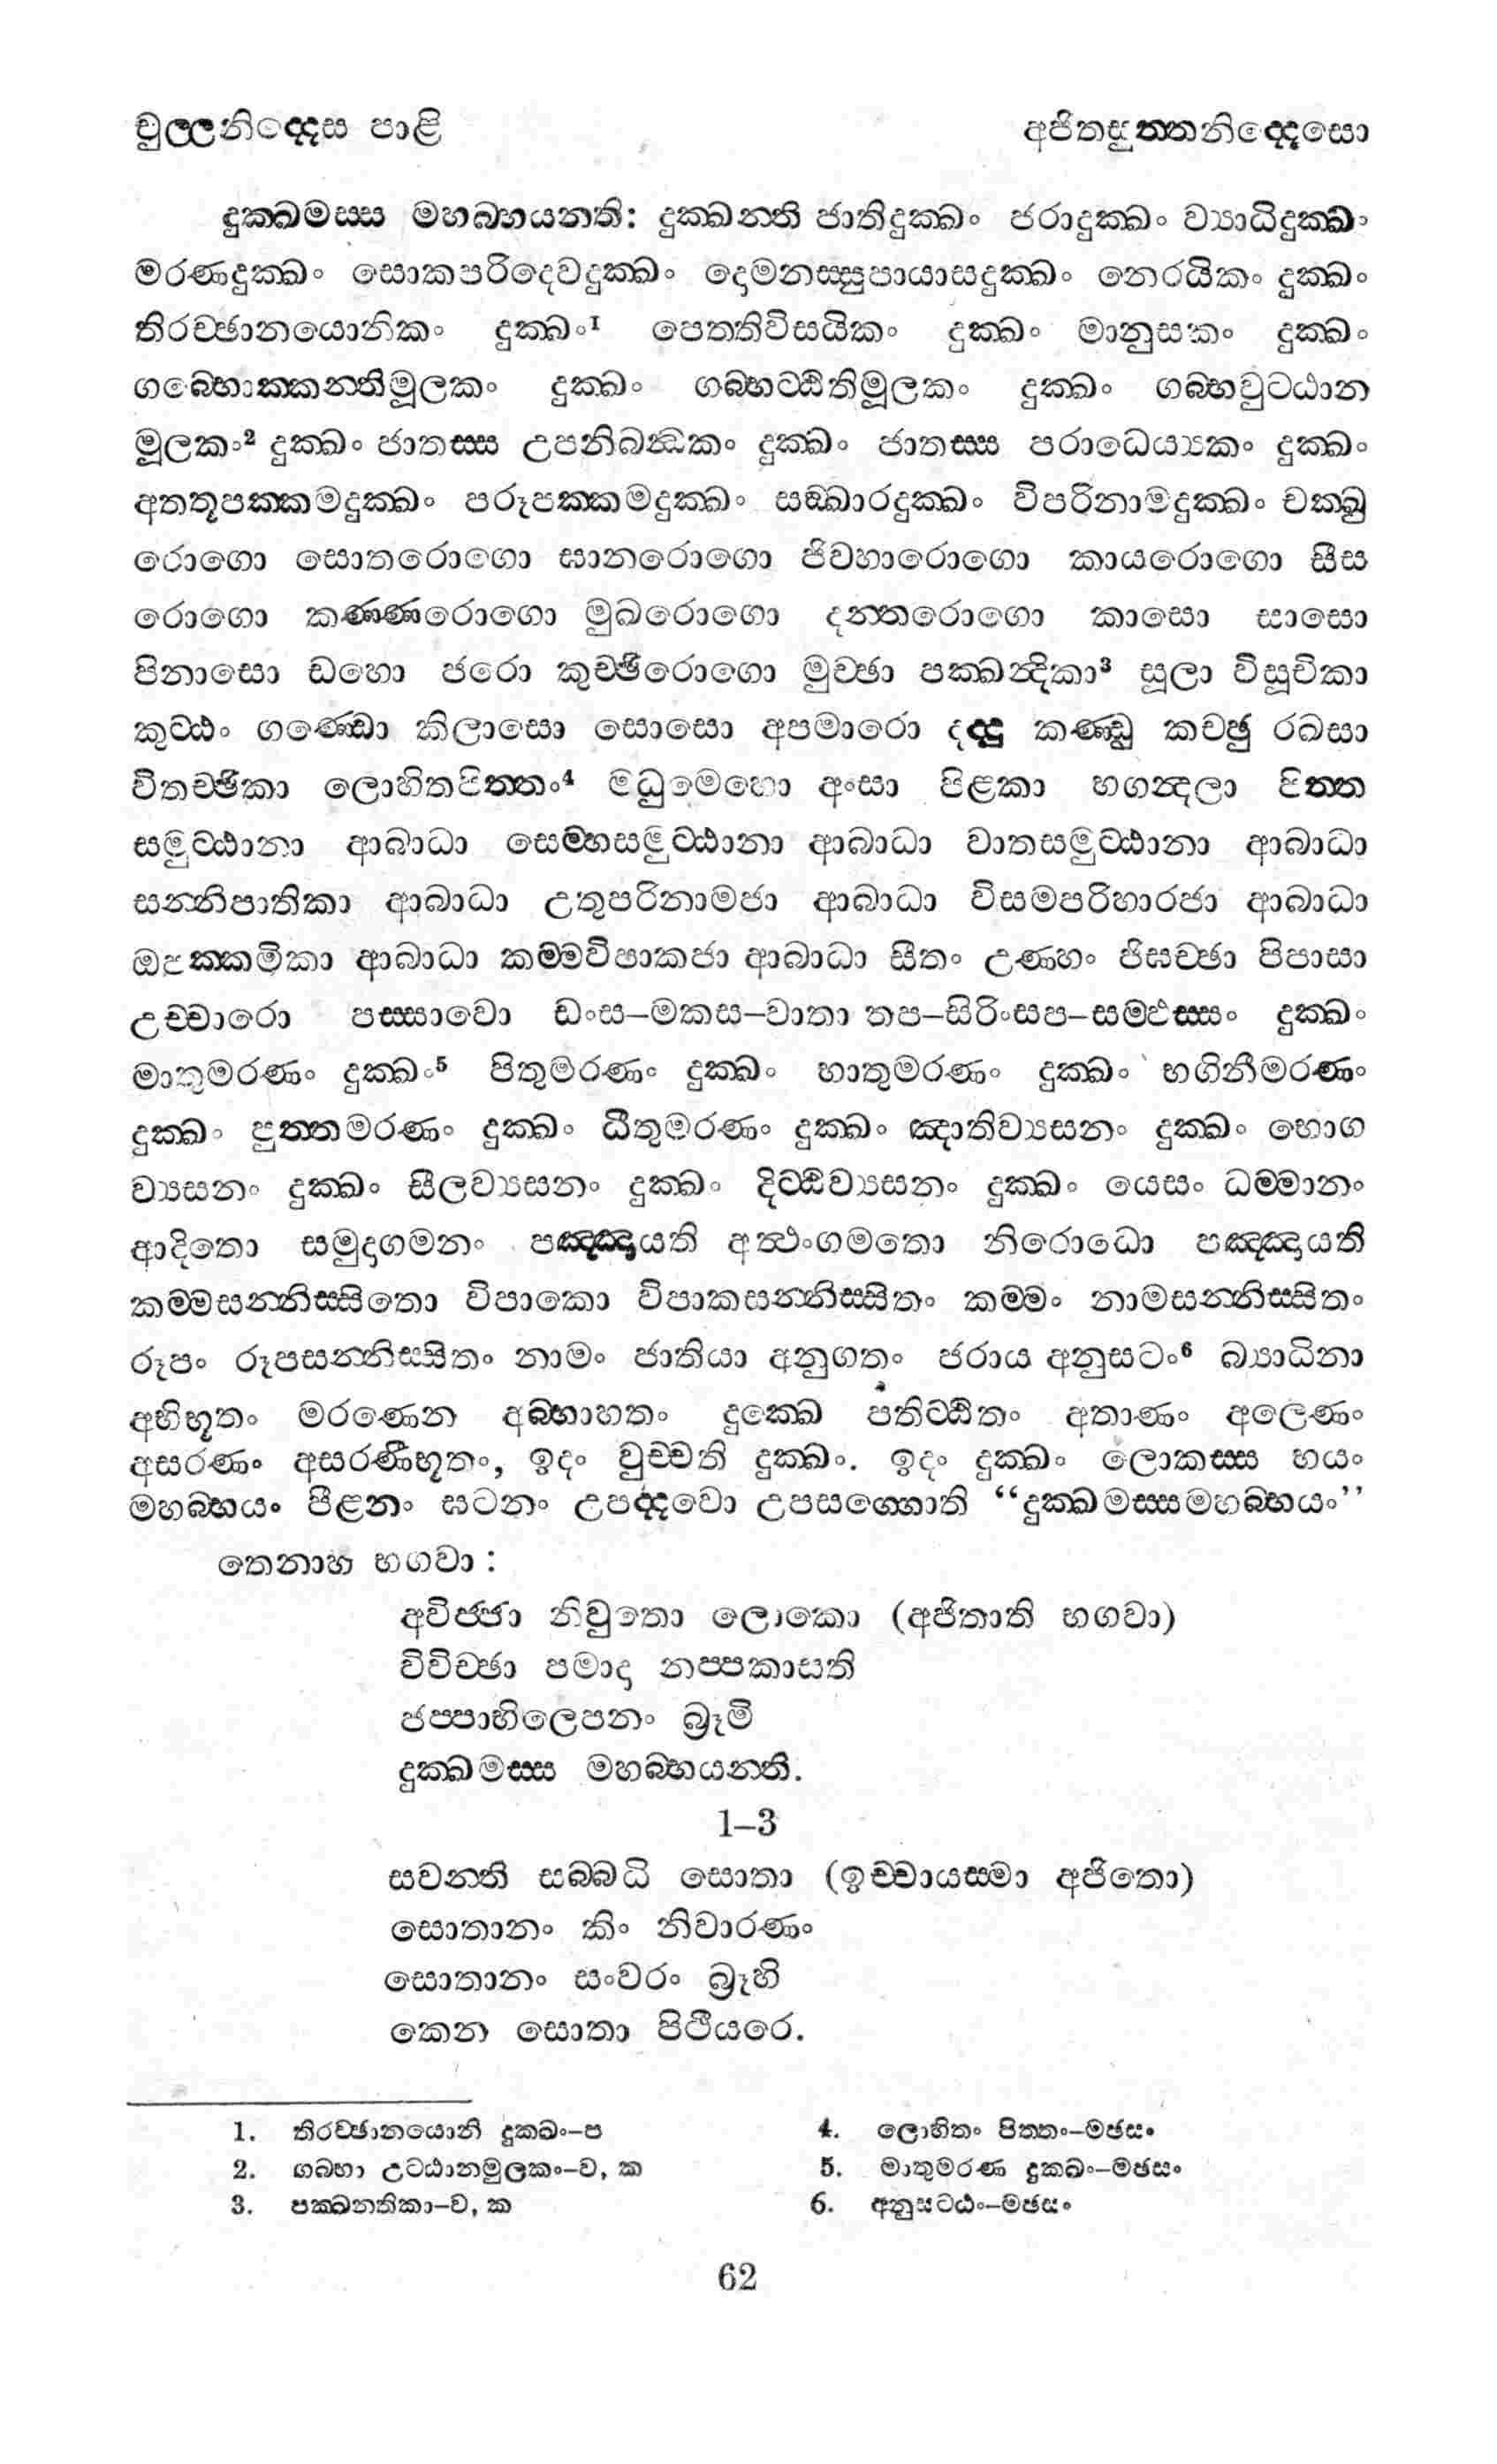 චුල්ලනිද්දෙස පාළි අජිතසුත්තනිද්දෙසො
දුක්ඛමස්ස මහබ්භයන්ති: දුක්ඛන්ති ජාතිදුක්ඛං ජරාදුක්ඛං ව්‍යාධිදුක්ඛං
මරණදුක්ඛං සොකපරිදෙවදුක්ඛං දොමනස්සුපායාසදුක්ඛං නෙරයිකං දුක්ඛං
තිරච්ඡානයොනිකං දුක්ඛං¹ පෙත්තිවිසයිකං දුක්ඛං මානුසකං දුක්ඛං
ගබ්භොක්කන්තිමූලකං දුක්ඛං ගබ්භට්ඨිතිමූලකං දුක්ඛං ගබ්භවුට්ඨාන
මූලකං² දුක්ඛං ජාතස්ස උපනිබන්ධිකං දුක්ඛං ජාතස්ස පරාධෙය්‍යකං දුක්ඛං
අත්තූපක්කමදුක්ඛං පරූපක්කමදුක්ඛං සඞ්ඛාරදුක්ඛං විපරිනාමදුක්ඛං චක්ඛු
රොගො සොතරොගො ඝානරොගො ජිව්හාරොගො කායරොගො සීස
රොගො කණ්ණරොගො මුඛරොගො දන්තරොගො කාසො සාසො
පිනාසො ඩහො ජරො කුච්ඡිරොගො මුච්ඡා පක්ඛන්දිකා³ සූලා විසූචිකා
කුට්ඨං ගණ්ඩො කිලාසො සොසො අපමාරො දද්දු කණ්ඩු කච්ඡු රඛසා
විතච්ඡිකා ලොහිතපිත්තං⁴ මධුමෙහො අංසා පිළකා භගන්දලා පිත්ත
සමුට්ඨානා ආබාධා සෙම්හසමුට්ඨානා ආබාධා වාතසමුට්ඨානා ආබාධා
සන්නිපාතිකා ආබාධා උතුපරිනාමජා ආබාධා විසමපරිහාරජා ආබාධා
ඔපක්කමිකා ආබාධා කම්මවිපාකජා ආබාධා සීතං උණ්හං ජිඝච්ඡා පිපාසා
උච්චාරො පස්සාවො ඩංස–මකස–වාතා තප–සිරිංසප–සම්ඵස්සං දුක්ඛං
මාතුමරණං දුක්ඛං⁵ පිතුමරණං දුක්ඛං භාතුමරණං දුක්ඛං භගිනීමරණං
දුක්ඛං පුත්තමරණං දුක්ඛං ධීතුමරණං දුක්ඛං ඤාතිව්‍යසනං දුක්ඛං භොග
ව්‍යසනං දුක්ඛං සීලව්‍යසනං දුක්ඛං දිට්ඨිව්‍යසනං දුක්ඛං යෙසං ධම්මානං
ආදිතො සමුදාගමනං පඤ්ඤායති අත්ථංගමතො නිරොධො පඤ්ඤායති
කම්මසන්නිස්සිතො විපාකො විපාකසන්නිස්සිතං කම්මං නාමසන්නිස්සිතං
රූපං රූපසන්නිස්සිතං නාමං ජාතියා අනුගතං ජරාය අනුසටං⁶ බ්‍යාධිනා
අභිභූතං මරණෙන අබ්භාහතං දුක්ඛෙ පතිට්ඨිතං අතාණං අලෙණං
අසරණං අසරණීභූතං, ඉදං වුච්චති දුක්ඛං. ඉදං දුක්ඛං ලොකස්ස භයං
මහබ්භයං පීළනං ඝටනං උපද්දවො උපසග්ගොති “දුක්ඛමස්සමහබ්භයං”
තෙනාහ භගවා :
අවිජ්ජා නිවුතො ලොකො (අජිතාති භගවා)
විවිච්ඡා පමාදා නප්පකාසති
ජප්පාභිලෙපනං බ්‍රූමි
දුක්ඛමස්ස මහබ්භයන්ති.
1–3
සවන්ති සබ්බධි සොතා (ඉච්චායස්මා අජිතො)
සොතානං කිං නිවාරණං
සොතානං සංවරං බ්‍රූහි
කෙන සොතා පිථීයරෙ.
1. තිරච්ඡානයොනි දුක්ඛං–ප 4. ලොහිතං පිත්තං–මඡසං
2. ගබ්භා උට්ඨානමුලකං–ව, ක 5. මාතුමරණ දුක්ඛං–මඡසං
3. පක්ඛන්තිකා–ව, ක 6. අනුසටඨං–මඡසං
62